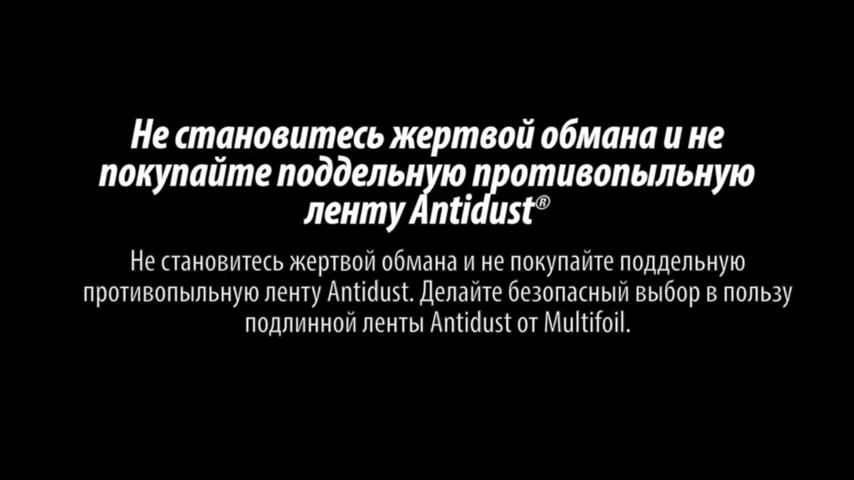 Не становитесь жертвой обмана и не
покупайте поддельную противопыльную
ленту Antidust®
Не становитесь жертвой обмана и не покупайте поддельную
противопыльную ленту Antidust. Делайте безопасный выбор в пользу
подлинной ленты Antidust от Multifoil.